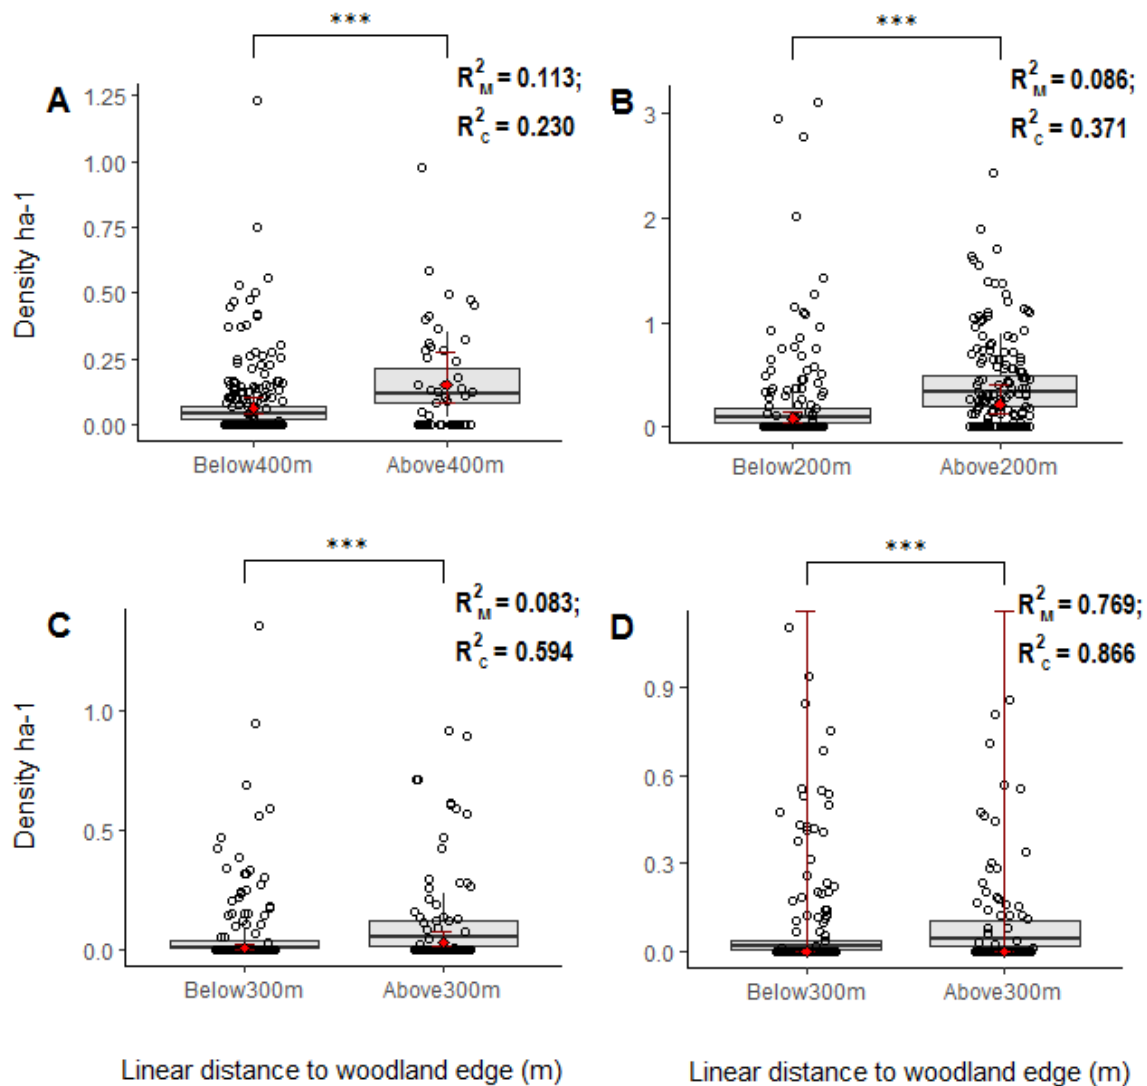 ***
A
R²M = 0.113;
R²c = 0.230
Density ha-1
1.25
1.00
0.75
0.50
0.25
0.00
Below400m Above400m
***
B
R²M = 0.086;
R²c = 0.371
3
2
1
0
Below200m Above200m
***
C
R²M = 0.083;
R²c = 0.594
Density ha-1
1.0
0.5
0.0
Below300m Above300m
Linear distance to woodland edge (m)
***
D
R²M = 0.769;
R²c = 0.866
0.9
0.6
0.3
0.0
Below300m Above300m
Linear distance to woodland edge (m)